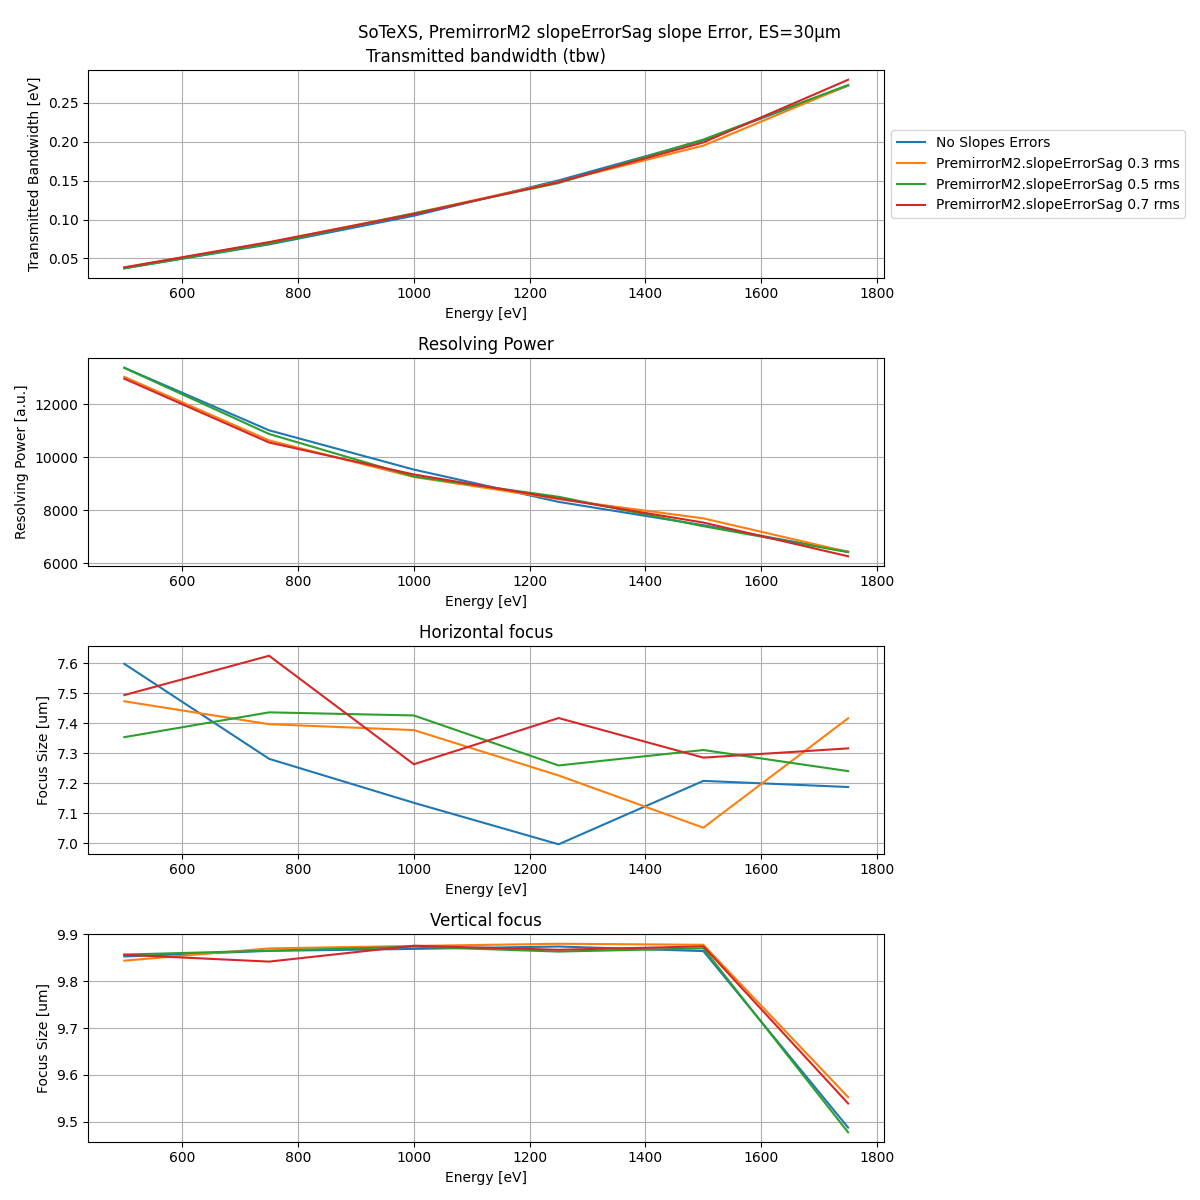 SoTeXS, PremirrorM2 slopeErrorSag slope Error, ES=30µm
Transmitted bandwidth (tbw)
Transmitted Bandwidth [eV]
0.25
0.20
0.15
0.10
0.05
600 800 1000 1200 1400 1600 1800
Energy [eV]
No Slopes Errors
PremirrorM2.slopeErrorSag 0.3 rms
PremirrorM2.slopeErrorSag 0.5 rms
PremirrorM2.slopeErrorSag 0.7 rms
Resolving Power
Resolving Power [a.u.]
12000
10000
8000
6000
600 800 1000 1200 1400 1600 1800
Energy [eV]
Horizontal focus
Focus Size [um]
7.6
7.5
7.4
7.3
7.2
7.1
7.0
600 800 1000 1200 1400 1600 1800
Energy [eV]
Vertical focus
Focus Size [um]
9.9
9.8
9.7
9.6
9.5
600 800 1000 1200 1400 1600 1800
Energy [eV]